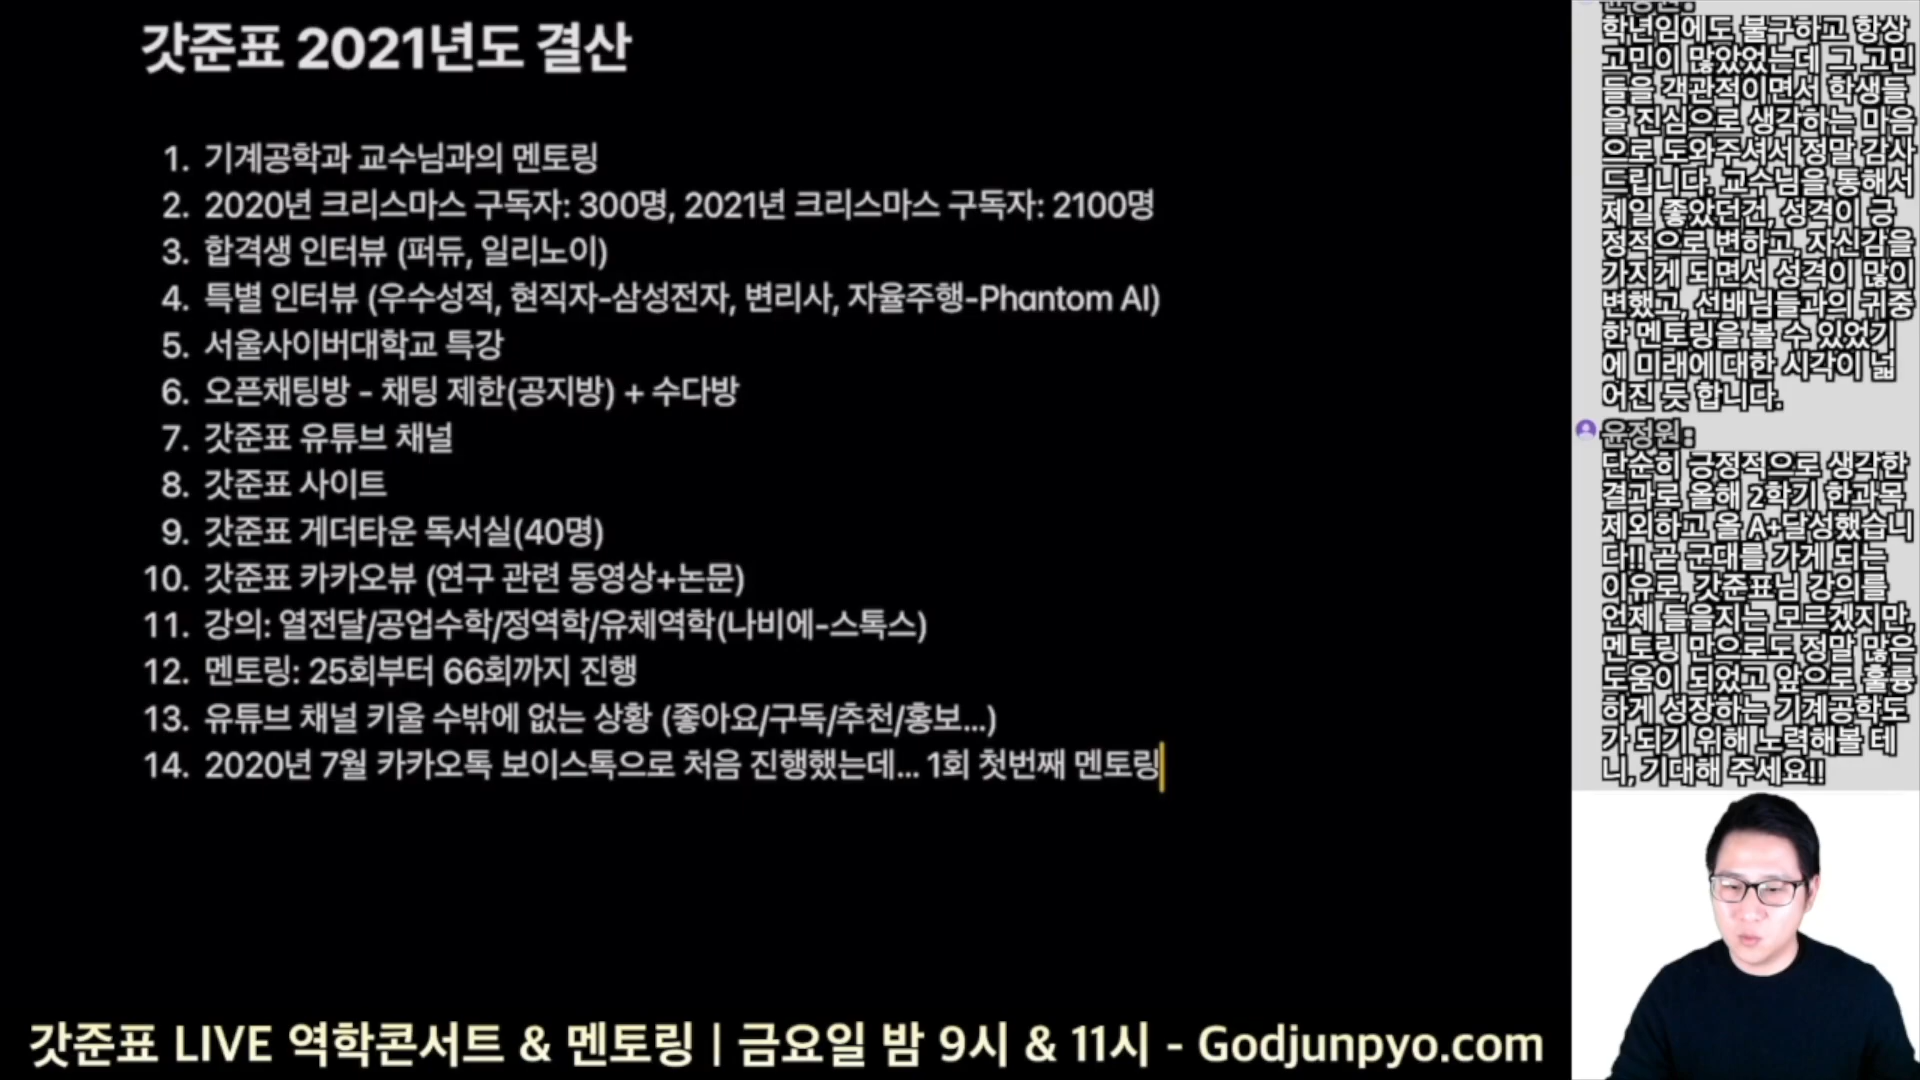 갓준표 2021년도 결산
1. 기계공학과 교수님과의 멘토링
2. 2020년 크리스마스 구독자: 300명, 2021년 크리스마스 구독자: 2100명
3. 합격생 인터뷰 (퍼듀, 일리노이)
4. 특별 인터뷰 (우수성적, 현직자-삼성전자, 변리사, 자율주행-Phantom AI)
5. 서울사이버대학교 특강
6. 오픈채팅방 - 채팅 제한(공지방) + 수다방
7. 갓준표 유튜브 채널
8. 갓준표 사이트
9. 갓준표 게더타운 독서실(40명)
10. 갓준표 카카오뷰 (연구 관련 동영상+논문)
11. 강의: 열전달/공업수학/정역학/유체역학(나비에-스톡스)
12. 멘토링: 25회부터 66회까지 진행
13. 유튜브 채널 키울 수밖에 없는 상황 (좋아요/구독/추천/홍보...)
14. 2020년 7월 카카오톡 보이스톡으로 처음 진행했는데... 1회 첫번째 멘토링
갓준표 LIVE 역학콘서트 & 멘토링 | 금요일 밤 9시 & 11시 - Godjunpyo.com
학년임에도 불구하고 항상
고민이 많았었는데 그 고민
들을 객관적이면서 학생들
을 진심으로 생각하는 마음
으로 도와주셔서 정말 감사
드립니다. 교수님을 통해서
제일 좋았던건, 성격이 긍
정적으로 변하고, 자신감을
가지게 되면서 성격이 많이
변했고, 선배님들과의 귀중
한 멘토링을 볼 수 있었기
에 미래에 대한 시각이 넓
어진 듯 합니다.
윤정원:
단순히 긍정적으로 생각한
결과로 올해 2학기 한과목
제외하고 올 A+달성했습니
다!! 곧 군대를 가게 되는
이유로, 갓준표님 강의를
언제 들을지는 모르겠지만,
멘토링 만으로도 정말 많은
도움이 되었고 앞으로 훌륭
하게 성장하는 기계공학도
가 되기 위해 노력해볼 테
니, 기대해 주세요!!